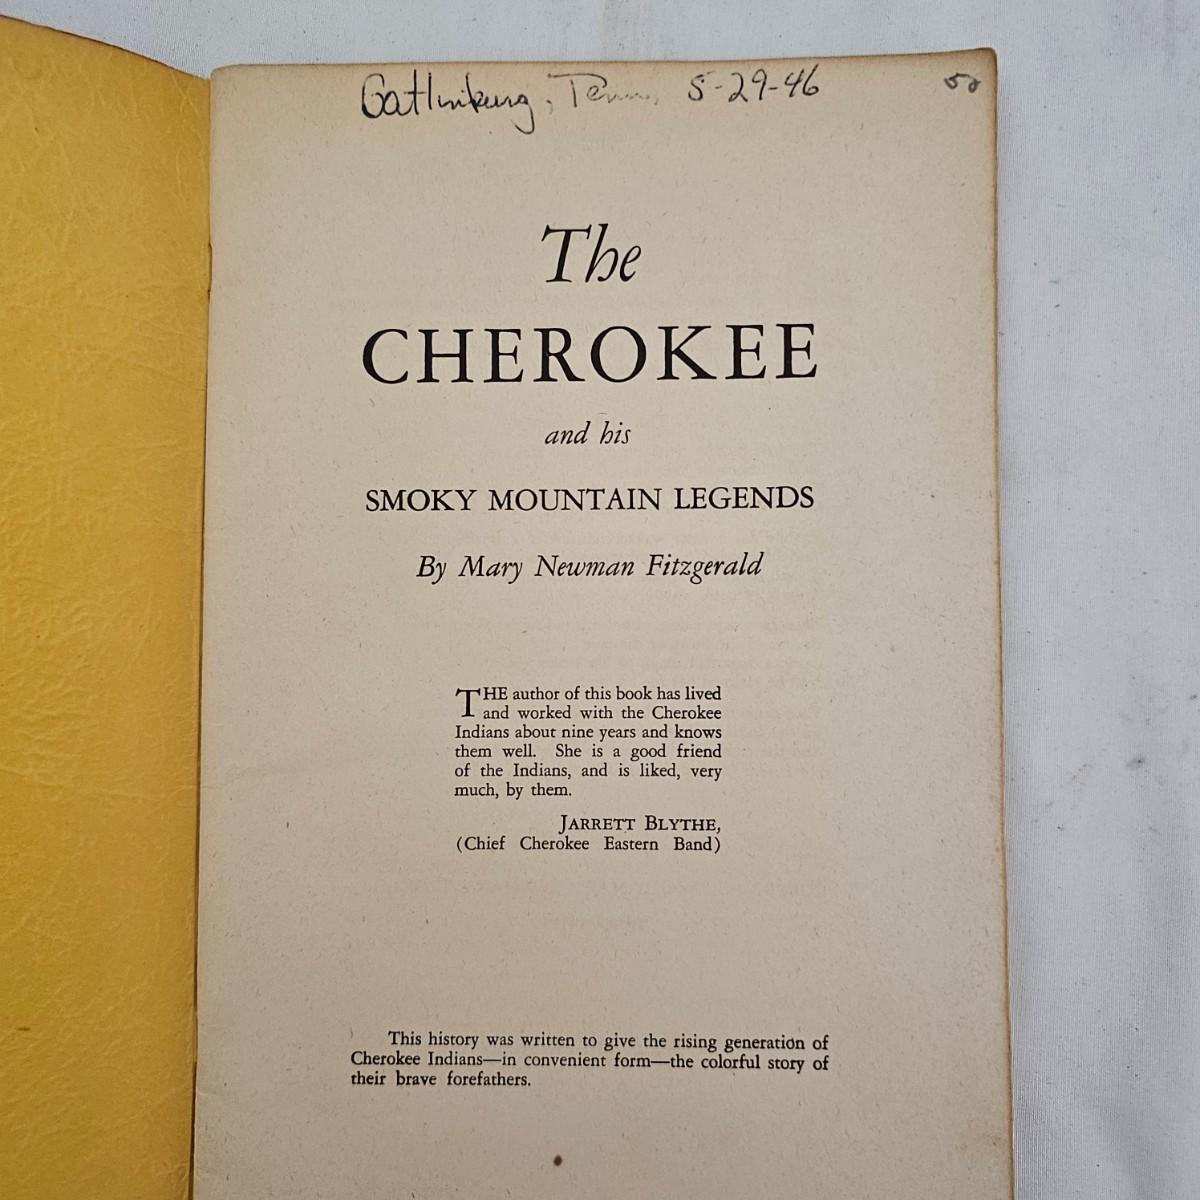 Gatlinburg, Tenn. 5-29-46 50
The
CHEROKEE
and his
SMOKY MOUNTAIN LEGENDS
By Mary Newman Fitzgerald
THE author of this book has lived
and worked with the Cherokee
Indians about nine years and knows
them well. She is a good friend
of the Indians, and is liked, very
much, by them.
JARRETT BLYTHE,
(Chief Cherokee Eastern Band)
This history was written to give the rising generation of
Cherokee Indians—in convenient form—the colorful story of
their brave forefathers.